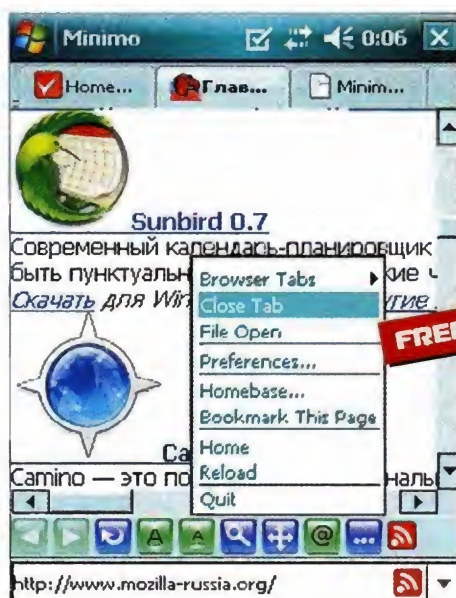 Minimo 0:06
Home... Глав... Minim...
Sunbird 0.7
Современный календарь-планировщик
быть пунктуальн
Скачать для Win
Browser Tabs
Close Tab
File Open
FREE
Preferences...
Homebase...
Bookmark This Page
Home
Reload
Quit
Ca
Camino — это по наль
A A @ ...
http://www.mozilla-russia.org/